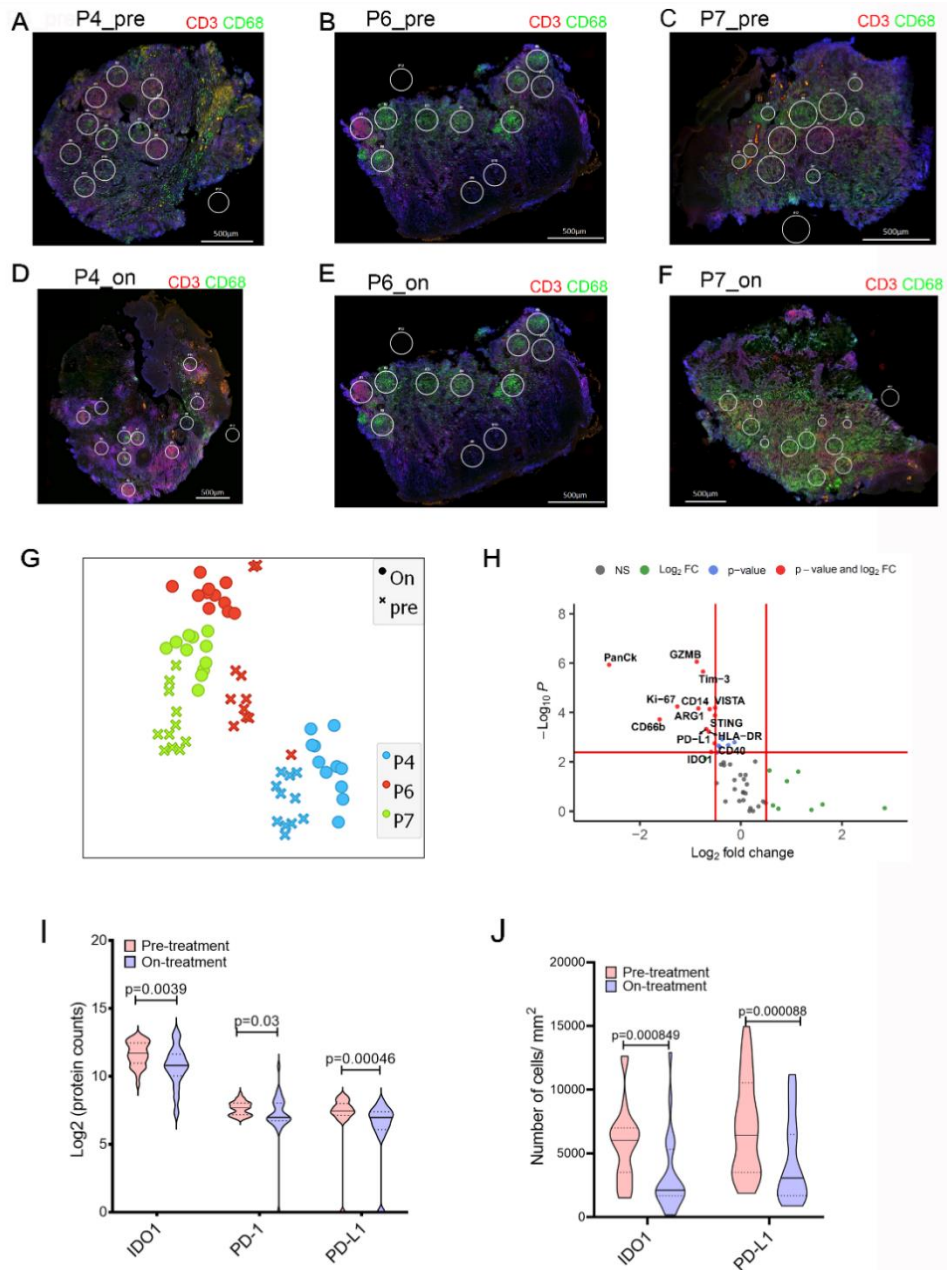 A P4_pre CD3 CD68
B P6_pre CD3 CD68
C P7_pre CD3 CD68
500µm
500µm
500µm
D P4_on CD3 CD68
E P6_on CD3 CD68
F P7_on CD3 CD68
500µm
500µm
500µm
G
On
pre
P4
P6
P7
H
NS Log2 FC p-value p – value and log2 FC
8
6
4
2
0
–Log10 P
PanCk
GZMB
Tim−3
Ki−67
CD14
VISTA
ARG1
CD66b
STING
HLA−DR
PD−L1
CD40
IDO1
−2 0 2
Log2 fold change
I
Pre-treatment
On-treatment
20
15
10
5
0
Log2 (protein counts)
p=0.0039
p=0.03
p=0.00046
IDO1
PD-1
PD-L1
J
Pre-treatment
On-treatment
20000
15000
10000
5000
0
Number of cells/ mm2
p=0.000849
p=0.000088
IDO1
PD-L1